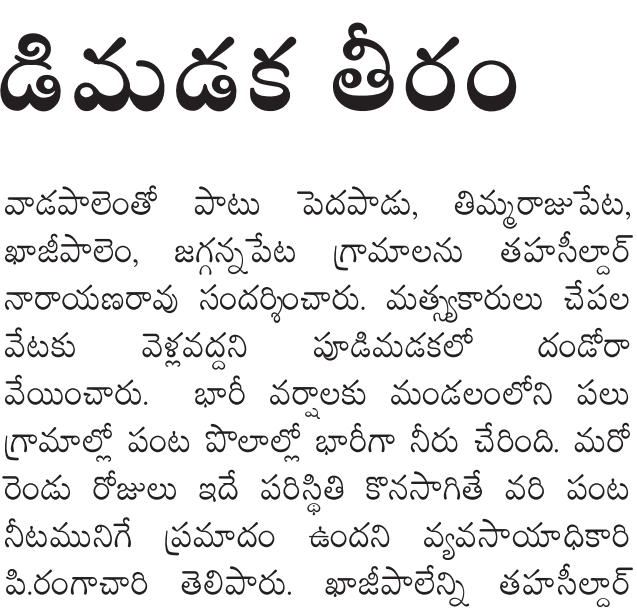 డిమడక తీరం
వాడపాలెంతో పాటు పెదపాడు, తిమ్మరాజుపేట,
ఖాజీపాలెం, జగ్గన్నపేట గ్రామాలను తహసీల్దార్
నారాయణరావు సందర్శించారు. మత్స్యకారులు చేపల
వేటకు వెళ్లవద్దని పూడిమడకలో దండోరా
వేయించారు. భారీ వర్షాలకు మండలంలోని పలు
గ్రామాల్లో పంట పొలాల్లో భారీగా నీరు చేరింది. మరో
రెండు రోజులు ఇదే పరిస్థితి కొనసాగితే వరి పంట
నీటమునిగే ప్రమాదం ఉందని వ్యవసాయాధికారి
పి.రంగాచారి తెలిపారు. ఖాజీపాలేన్ని తహసీల్దార్